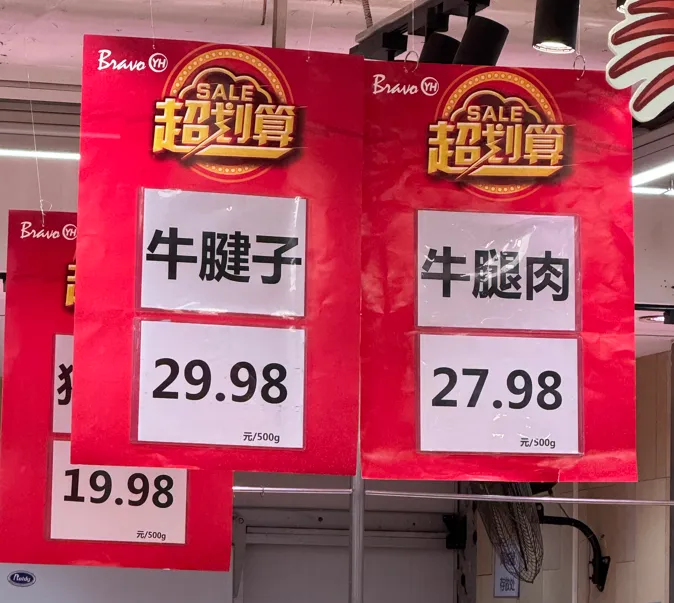 Bravo YH
SALE
超划算
牛腱子
29.98
元/500g
Bravo YH
SALE
超划算
牛腿肉
27.98
元/500g
Bravo YH
19.98
元/500g